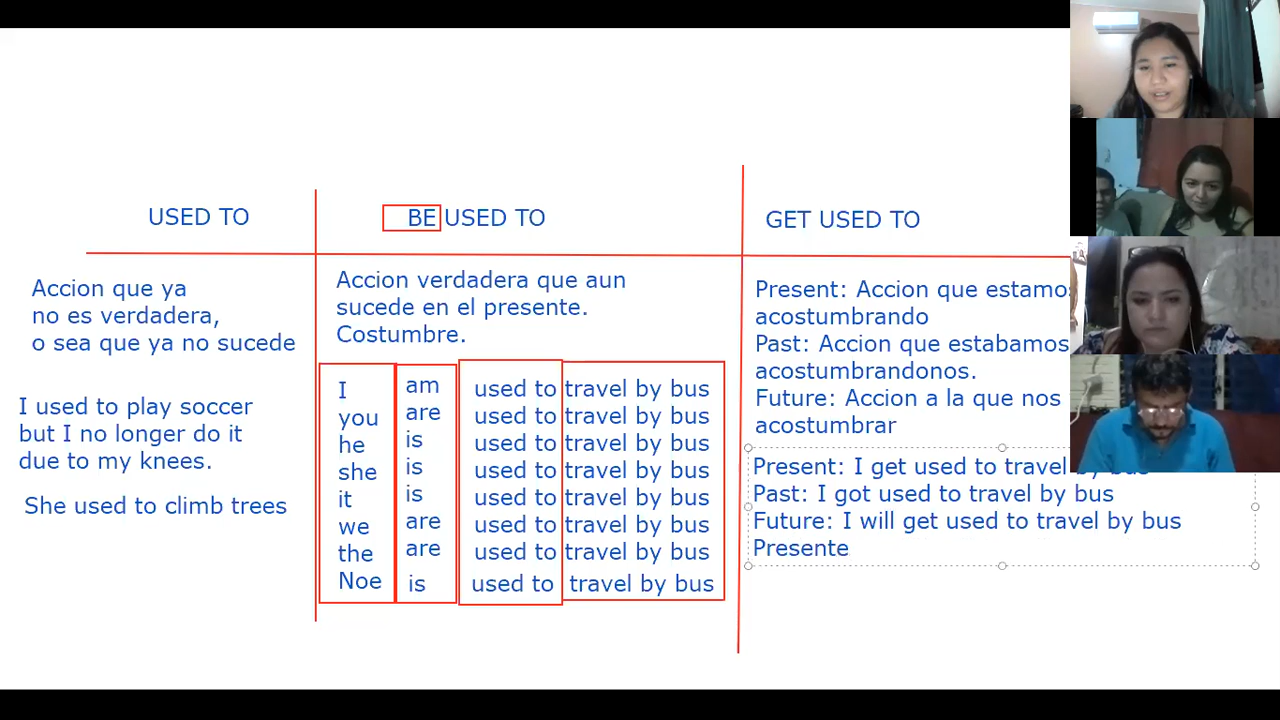 USED TO
BE USED TO
GET USED TO
Accion que ya
no es verdadera,
o sea que ya no sucede
I used to play soccer
but I no longer do it
due to my knees.
She used to climb trees
Accion verdadera que aun
sucede en el presente.
Costumbre.
I am used to travel by bus
you are used to travel by bus
he is used to travel by bus
she is used to travel by bus
it is used to travel by bus
we are used to travel by bus
the are used to travel by bus
Noe is used to travel by bus
Present: Accion que estamos
acostumbrando
Past: Accion que estabamos
acostumbrandonos.
Future: Accion a la que nos
acostumbrar
Present: I get used to travel by bus
Past: I got used to travel by bus
Future: I will get used to travel by bus
Presente